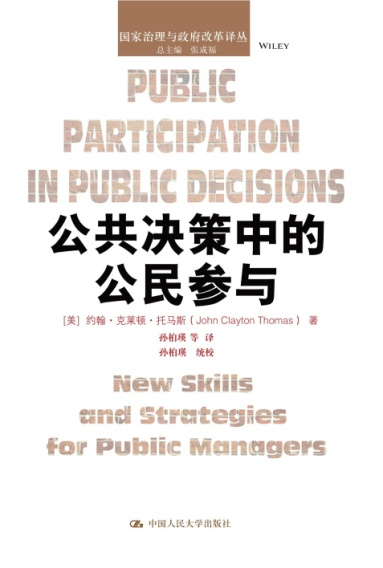 国家治理与政府改革译丛
总主编 张成福
WILEY
PUBLIC
PARTICIPATION
IN PUBLIC DECISIONS
公共决策中的
公民参与
[美] 约翰·克莱顿·托马斯(John Clayton Thomas) 著
孙柏瑛 等 译
孙柏瑛 统校
New Skills
and Strategies
for Public Managers
中国人民大学出版社